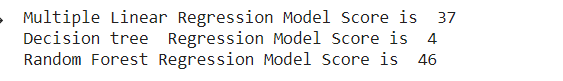 Multiple Linear Regression Model Score is  37
Decision tree  Regression Model Score is  4
Random Forest Regression Model Score is  46